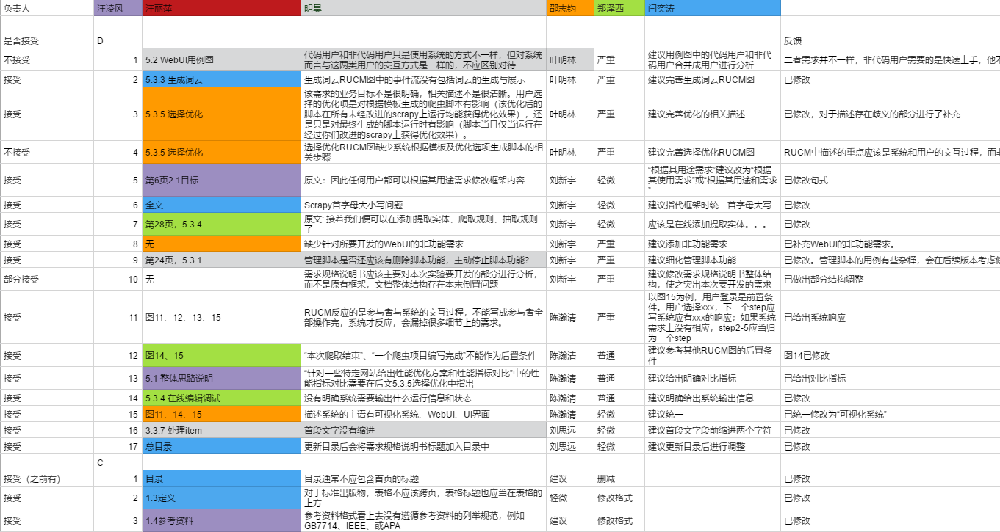 负责人 汪凌风 汪丽萍 明昊 邵志钧 郑泽西 闫奕涛
是否接受 D 反馈
不接受 1 5.2 WebUI用例图 代码用户和非代码用户只是使用系统的方式不一样，但对系统而言与这两类用户的交互方式是一样的，不应区别对待 叶明林 严重 建议用例图中的代码用户和非代码用户合并成用户进行分析 二者需求并不一样，非代码用户需要的是快速上手，他不
接受 2 5.3.3 生成词云 生成词云RUCM图中的事件流没有包括词云的生成与展示 叶明林 严重 建议完善生成词云RUCM图 已修改
接受 3 5.3.5 选择优化 该需求的业务目标不是很明确，相关描述不是很清晰。用户选择的优化项是对根据模板生成的爬虫脚本有影响（该优化后的脚本在所有未经改进的scrapy上运行均能获得优化效果），还是只是对最终生成的脚本运行时有影响（脚本当且仅当运行在经过你们改进的scrapy上获得优化效果）。 叶明林 严重 建议完善优化的相关描述 已修改，对于描述存在歧义的部分进行了补充
不接受 4 5.3.5 选择优化 选择优化RUCM图缺少系统根据模板及优化选项生成脚本的相关步骤 叶明林 严重 建议完善选择优化RUCM图 RUCM中描述的重点应该是系统和用户的交互过程，而非
接受 5 第6页2.1目标 原文：因此任何用户都可以根据其用途需求修改框架内容 刘新宇 轻微 “根据其用途需求”建议改为“根据其使用需求”或“根据其用途和需求” 已修改句式
接受 6 全文 Scrapy首字母大小写问题 刘新宇 轻微 建议指代框架时统一首字母大写 已修改
接受 7 第28页，5.3.4 原文: 接着我们便可以在添加提取实体、爬取规则、抽取规则了 刘新宇 轻微 应该是在线添加提取实体。。。 已修改
接受 8 无 缺少针对所要开发的WebUI的非功能需求 刘新宇 严重 建议添加非功能需求 已补充WebUI的非功能需求。
接受 9 第24页，5.3.1 管理脚本是否还应该有删除脚本功能，主动停止脚本功能？ 刘新宇 严重 建议细化管理脚本功能 已修改。管理脚本的用例有些杂糅，会在后续版本考虑修
部分接受 10 无 需求规格说明书应该主要对本次实验要开发的部分进行分析，而不是原有框架，文档整体结构存在本末倒置问题 刘新宇 严重 建议修改需求规格说明书整体结构，使之突出本次要开发的需求 已做出部分结构调整
接受 11 图11、12、13、15 RUCM反应的是参与者与系统的交互过程，不能写成参与者全部操作完，系统才反应，会漏掉很多细节上的需求。 陈瀚清 严重 以图15为例，用户登录是前置条件。用户选择xxx，下一个step应写系统应有xxx的响应；如果系统需求上没有相应，step2-5应当归为一个step 已给出系统响应
接受 12 图14、15 “本次爬取结束”、“一个爬虫项目编写完成”不能作为后置条件 陈瀚清 普通 建议参考其他RUCM图的后置条件 图14已修改
接受 13 5.1 整体思路说明 “针对一些特定网站给出性能优化方案和性能指标对比”中的性能指标对比需要在后文5.3.5选择优化中指出 陈瀚清 普通 建议给出明确对比指标 已给出对比指标
接受 14 5.3.4 在线编辑调试 没有明确系统需要输出什么运行信息和状态 陈瀚清 普通 建议明确给出系统输出信息 已修改
接受 15 图11、14、15 描述系统的主语有可视化系统、WebUI、UI界面 陈瀚清 轻微 建议统一 已统一修改为“可视化系统”
接受 16 3.3.7 处理item 首段文字没有缩进 刘思远 轻微 建议首段文字段前缩进两个字符 已修改
接受 17 总目录 更新目录后会将需求规格说明书标题加入目录中 刘思远 轻微 建议更新目录后进行调整 已修改
C
接受（之前有） 1 目录 目录通常不应包含首页的标题 建议 删减 已修改
接受 2 1.3定义 对于标准出版物，表格不应该跨页，表格标题也应当在表格的上方 轻微 修改格式 已修改
接受 3 1.4参考资料 参考资料格式看上去没有遵循参考资料的列举规范，例如GB7714、IEEE、或APA 建议 修改格式 已修改